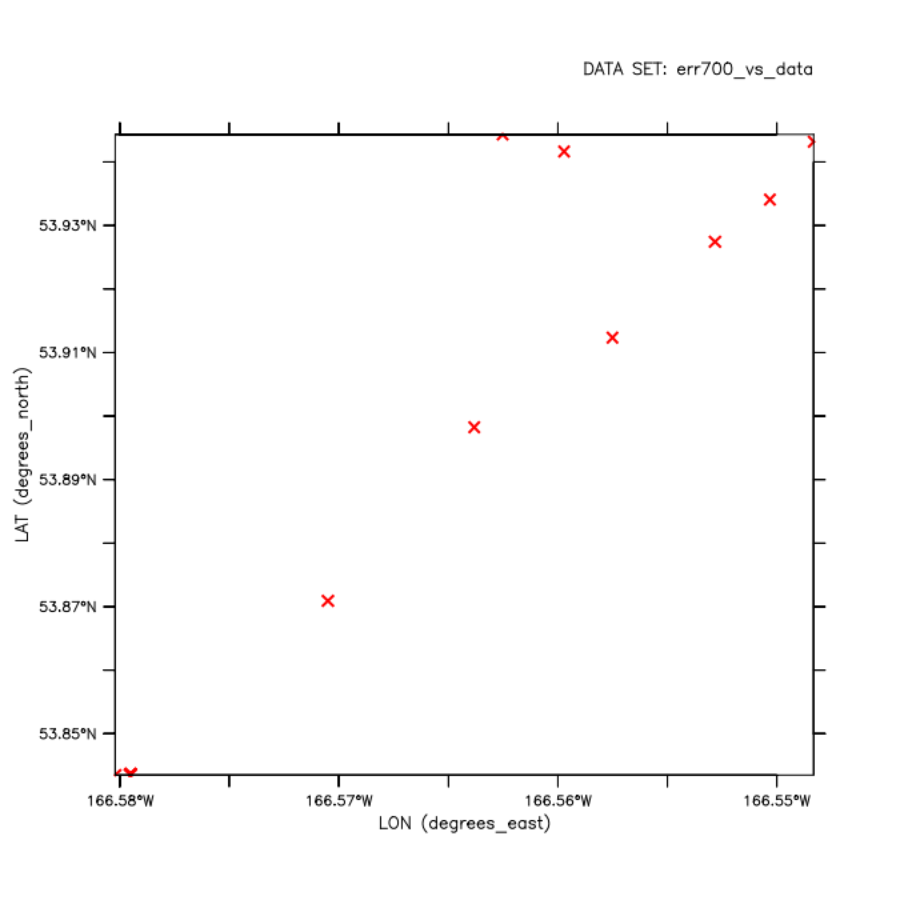 DATA SET: err700_vs_data
53.93°N
53.91°N
53.89°N
53.87°N
53.85°N
LAT (degrees_north)
166.58°W 166.57°W 166.56°W 166.55°W
LON (degrees_east)